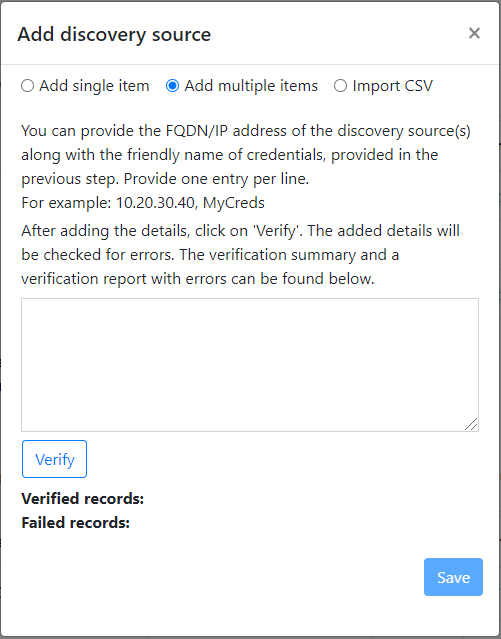 Add discovery source ×
Add single item Add multiple items Import CSV
You can provide the FQDN/IP address of the discovery source(s)
along with the friendly name of credentials, provided in the
previous step. Provide one entry per line.
For example: 10.20.30.40, MyCreds
After adding the details, click on 'Verify'. The added details will
be checked for errors. The verification summary and a
verification report with errors can be found below.
Verify
Verified records:
Failed records:
Save